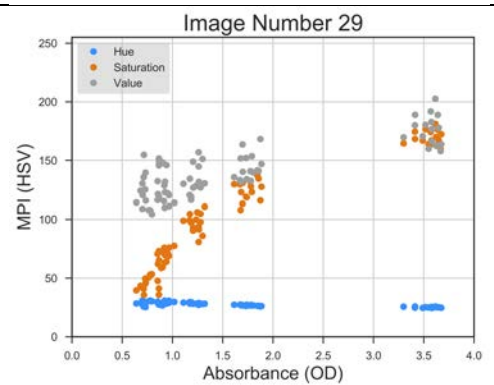 Image Number 29
250
200
150
100
50
0
MPI (HSV)
Hue
Saturation
Value
0.0 0.5 1.0 1.5 2.0 2.5 3.0 3.5 4.0
Absorbance (OD)